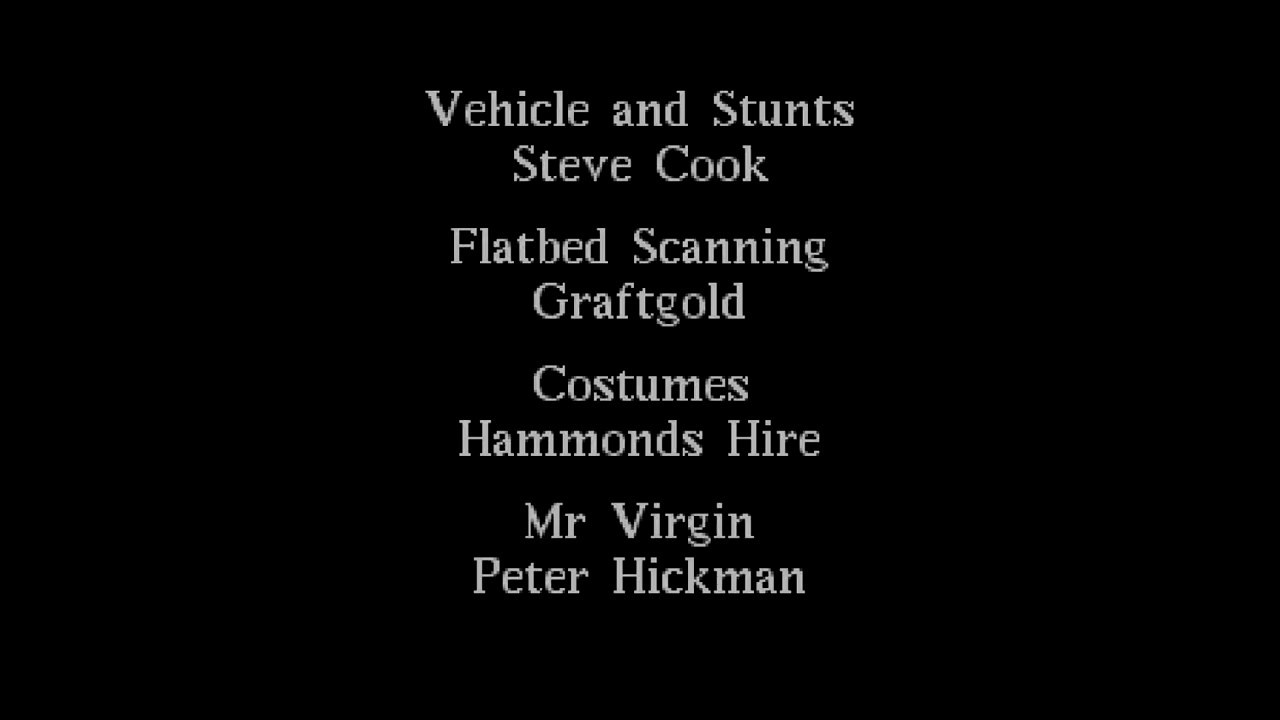 Vehicle and Stunts
Steve Cook
Flatbed Scanning
Graftgold
Costumes
Hammonds Hire
Mr Virgin
Peter Hickman